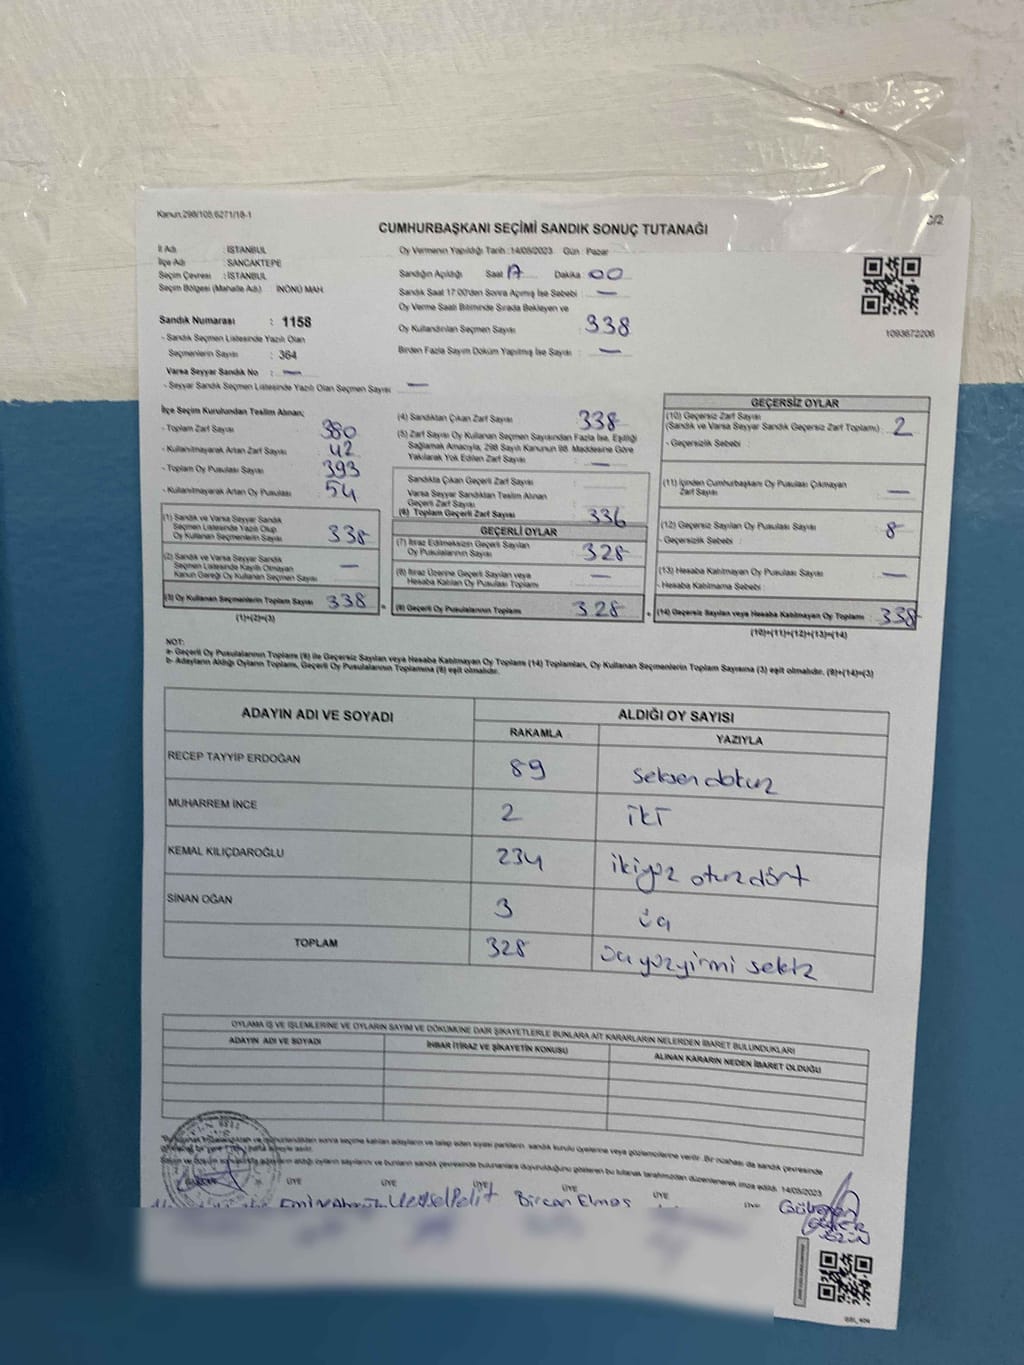 Kanun.298/105,6271/18-1
C/2
CUMHURBAŞKANI SEÇİMİ SANDIK SONUÇ TUTANAĞI
İl Adı : İSTANBUL
İlçe Adı : SANCAKTEPE
Seçim Çevresi : İSTANBUL
Seçim Bölgesi (Mahalle Adı) : İNÖNÜ MAH
Oy Vermenin Yapıldığı Tarih :14/05/2023 Gün : Pazar
Sandığın Açıldığı Saat 17 Dakika : 00
Sandık Saat 17:00'den Sonra Açılmış İse Sebebi : —
Oy Verme Saati Bitiminde Sırada Bekleyen ve
Oy Kullandırılan Seçmen Sayısı : 338
Birden Fazla Sayım Döküm Yapılmış İse Sayısı : —
1093672206
Sandık Numarası : 1158
- Sandık Seçmen Listesinde Yazılı Olan
Seçmenlerin Sayısı : 364
Varsa Seyyar Sandık No : —
- Seyyar Sandık Seçmen Listesinde Yazılı Olan Seçmen Sayısı : —
İlçe Seçim Kurulundan Teslim Alınan;
- Toplam Zarf Sayısı 380
- Kullanılmayarak Artan Zarf Sayısı 42
- Toplam Oy Pusulası Sayısı 393
- Kullanılmayarak Artan Oy Pusulası 54
(1) Sandık ve Varsa Seyyar Sandık
Seçmen Listesinde Yazılı Olup
Oy Kullanan Seçmenlerin Sayısı 338
(2) Sandık ve Varsa Seyyar Sandık
Seçmen Listesinde Kayıtlı Olmayan
Kanun Gereği Oy Kullanan Seçmen Sayısı —
(3) Oy Kullanan Seçmenlerin Toplam Sayısı 338
(1)+(2)=(3)
=
(4) Sandıktan Çıkan Zarf Sayısı 338
(5) Zarf Sayısı Oy Kullanan Seçmen Sayısından Fazla İse, Eşitliği
Sağlamak Amacıyla, 298 Sayılı Kanunun 98. Maddesine Göre
Yakılarak Yok Edilen Zarf Sayısı —
Sandıkta Çıkan Geçerli Zarf Sayısı
Varsa Seyyar Sandıktan Teslim Alınan
Geçerli Zarf Sayısı
(6) Toplam Geçerli Zarf Sayısı 336
GEÇERLİ OYLAR
(7) İtiraz Edilmeksizin Geçerli Sayılan
Oy Pusulalarının Sayısı 328
(8) İtiraz Üzerine Geçerli Sayılan veya
Hesaba Katılan Oy Pusulası Toplamı —
(9) Geçerli Oy Pusulalarının Toplamı 328
+
GEÇERSİZ OYLAR
(10) Geçersiz Zarf Sayısı
(Sandık ve Varsa Seyyar Sandık Geçersiz Zarf Toplamı) : 2
- Geçersizlik Sebebi :
(11) İçinden Cumhurbaşkanı Oy Pusulası Çıkmayan
Zarf Sayısı —
(12) Geçersiz Sayılan Oy Pusulası Sayısı 8
- Geçersizlik Sebebi :
(13) Hesaba Katılmayan Oy Pusulası Sayısı —
- Hesaba Katılmama Sebebi :
(14) Geçersiz Sayılan veya Hesaba Katılmayan Oy Toplamı 338
(10)+(11)+(12)+(13)=(14)
NOT:
a- Geçerli Oy Pusulalarının Toplamı (9) ile Geçersiz Sayılan veya Hesaba Katılmayan Oy Toplamı (14) Toplamları, Oy Kullanan Seçmenlerin Toplam Sayısına (3) eşit olmalıdır. (9)+(14)=(3)
b- Adayların Aldığı Oyların Toplamı, Geçerli Oy Pusulalarının Toplamına (9) eşit olmalıdır.
ADAYIN ADI VE SOYADI
ALDIĞI OY SAYISI
RAKAMLA YAZIYLA
RECEP TAYYİP ERDOĞAN 89 seksen dokuz
MUHARREM İNCE 2 iki
KEMAL KILIÇDAROĞLU 234 ikiyüz otuz dört
SİNAN OĞAN 3 üç
TOPLAM 328 üçyüzyirmi sekiz
OYLAMA İŞ VE İŞLEMLERİNE VE OYLARIN SAYIM VE DÖKÜMÜNE DAİR ŞİKAYETLERLE BUNLARA AİT KARARLARIN NELERDEN İBARET BULUNDUKLARI
ADAYIN ADI VE SOYADI İHBAR İTİRAZ VE ŞİKAYETİN KONUSU ALINAN KARARIN NEDEN İBARET OLDUĞU
sonra seçime katılan adayların ve talep eden siyasi partilerin sandık kurulu üyelerine veya gözlemcilerine verilir. Bir nüshası da sandık çevresinde
aldığı oyların sayılarını ve bunların sandık çevresinde bulunanlara duyurulduğunu gösteren bu tutanak tarafımızdan düzenlenerek imza edildi. 14/05/2023
ÜYE ÜYE ÜYE ÜYE ÜYE ÜYE
Veysel Polit Bircan Elmas